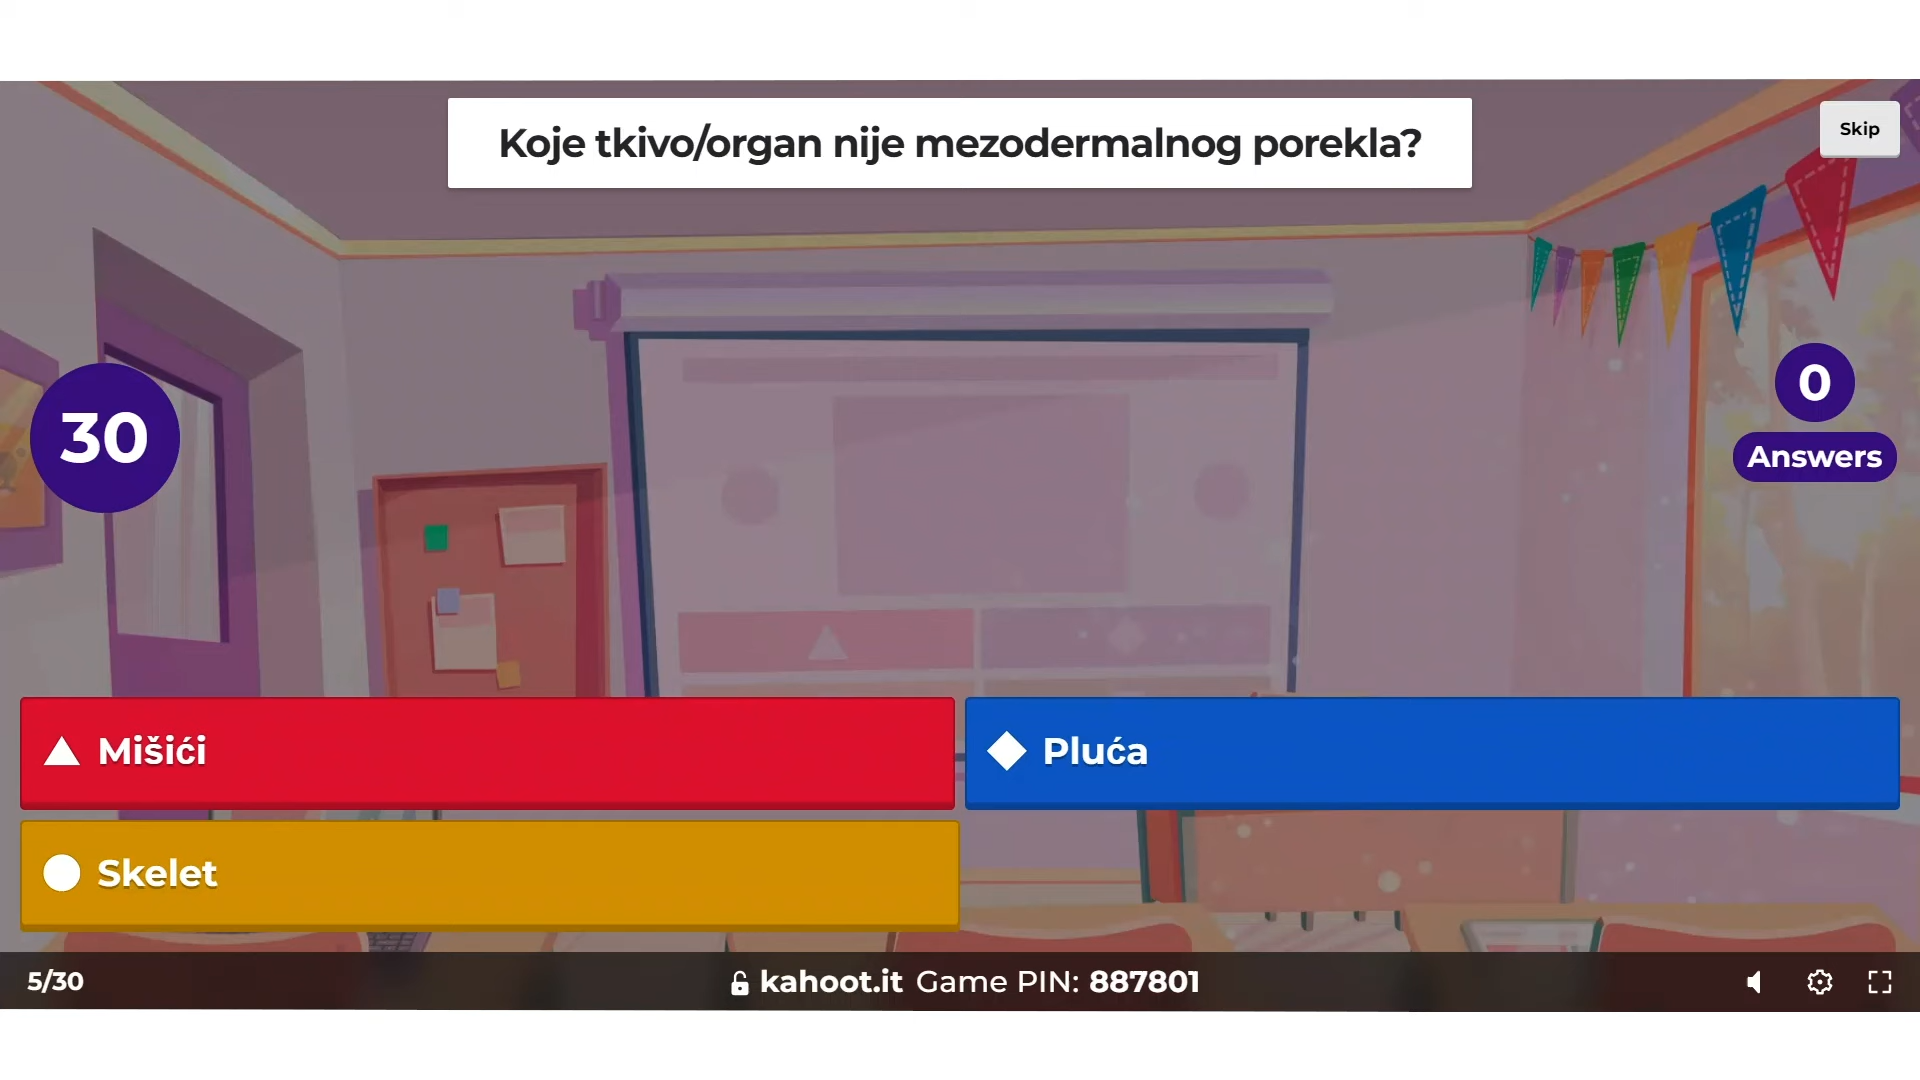 Koje tkivo/organ nije mezodermalnog porekla?
Skip
30
0
Answers
Mišići
Pluća
Skelet
5/30
kahoot.it Game PIN: 887801